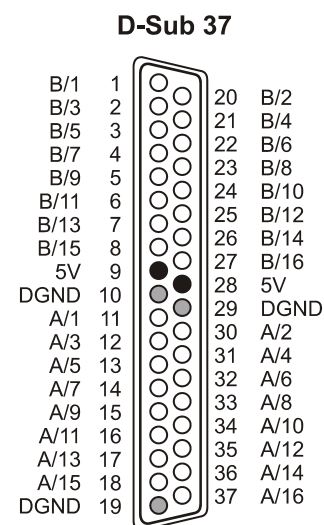 D-Sub 37
B/1 1
B/3 2
B/5 3
B/7 4
B/9 5
B/11 6
B/13 7
B/15 8
5V 9
DGND 10
A/1 11
A/3 12
A/5 13
A/7 14
A/9 15
A/11 16
A/13 17
A/15 18
DGND 19
20 B/2
21 B/4
22 B/6
23 B/8
24 B/10
25 B/12
26 B/14
27 B/16
28 5V
29 DGND
30 A/2
31 A/4
32 A/6
33 A/8
34 A/10
35 A/12
36 A/14
37 A/16